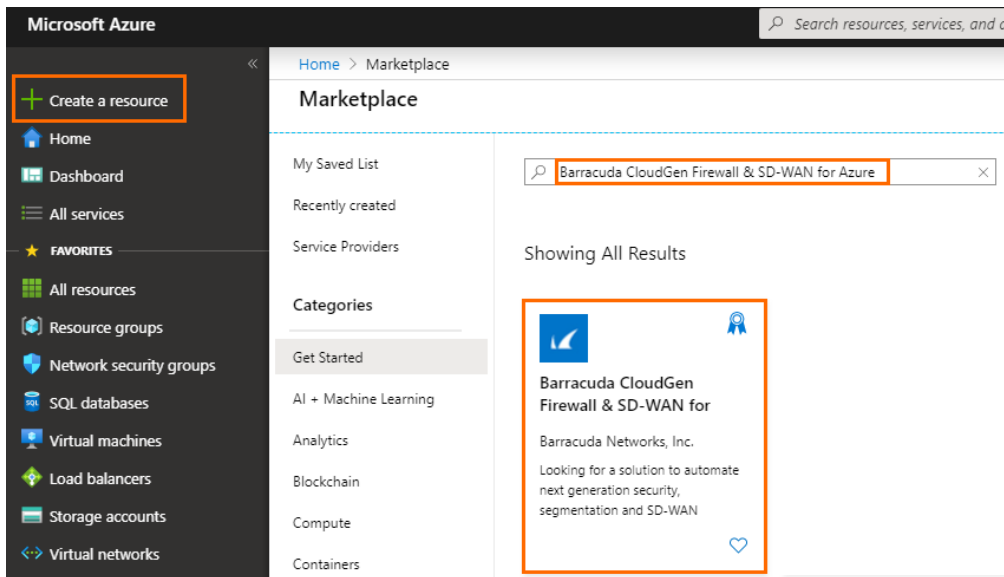 Microsoft Azure
Search resources, services, and
Create a resource
Home
Dashboard
All services
FAVORITES
All resources
Resource groups
Network security groups
SQL
SQL databases
Virtual machines
Load balancers
Storage accounts
Virtual networks
Home > Marketplace
Marketplace
My Saved List
Recently created
Service Providers
Categories
Get Started
AI + Machine Learning
Analytics
Blockchain
Compute
Containers
Barracuda CloudGen Firewall & SD-WAN for Azure
Showing All Results
Barracuda CloudGen
Firewall & SD-WAN for
Barracuda Networks, Inc.
Looking for a solution to automate
next generation security,
segmentation and SD-WAN